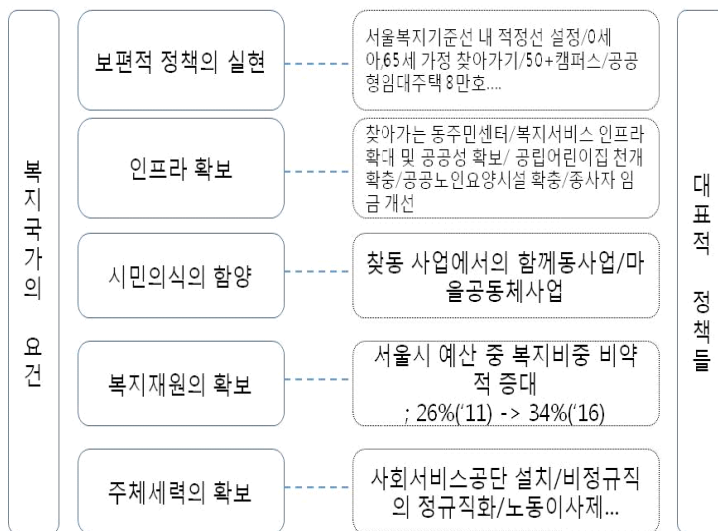 복지국가의 요건
보편적 정책의 실현
서울복지기준선 내 적정선 설정/0세
아,65세 가정 찾아가기/50+캠퍼스/공공
형임대주택 8만호....
인프라 확보
찾아가는 동주민센터/복지서비스 인프라
확대 및 공공성 확보/ 공립어린이집 천개
확충/공공노인요양시설 확충/종사자 임
금 개선
시민의식의 함양
찾동 사업에서의 함께동사업/마
을공동체사업
복지재원의 확보
서울시 예산 중 복지비중 비약
적 증대
; 26%('11) -> 34%('16)
주체세력의 확보
사회서비스공단 설치/비정규직
의 정규직화/노동이사제...
대표적 정책들